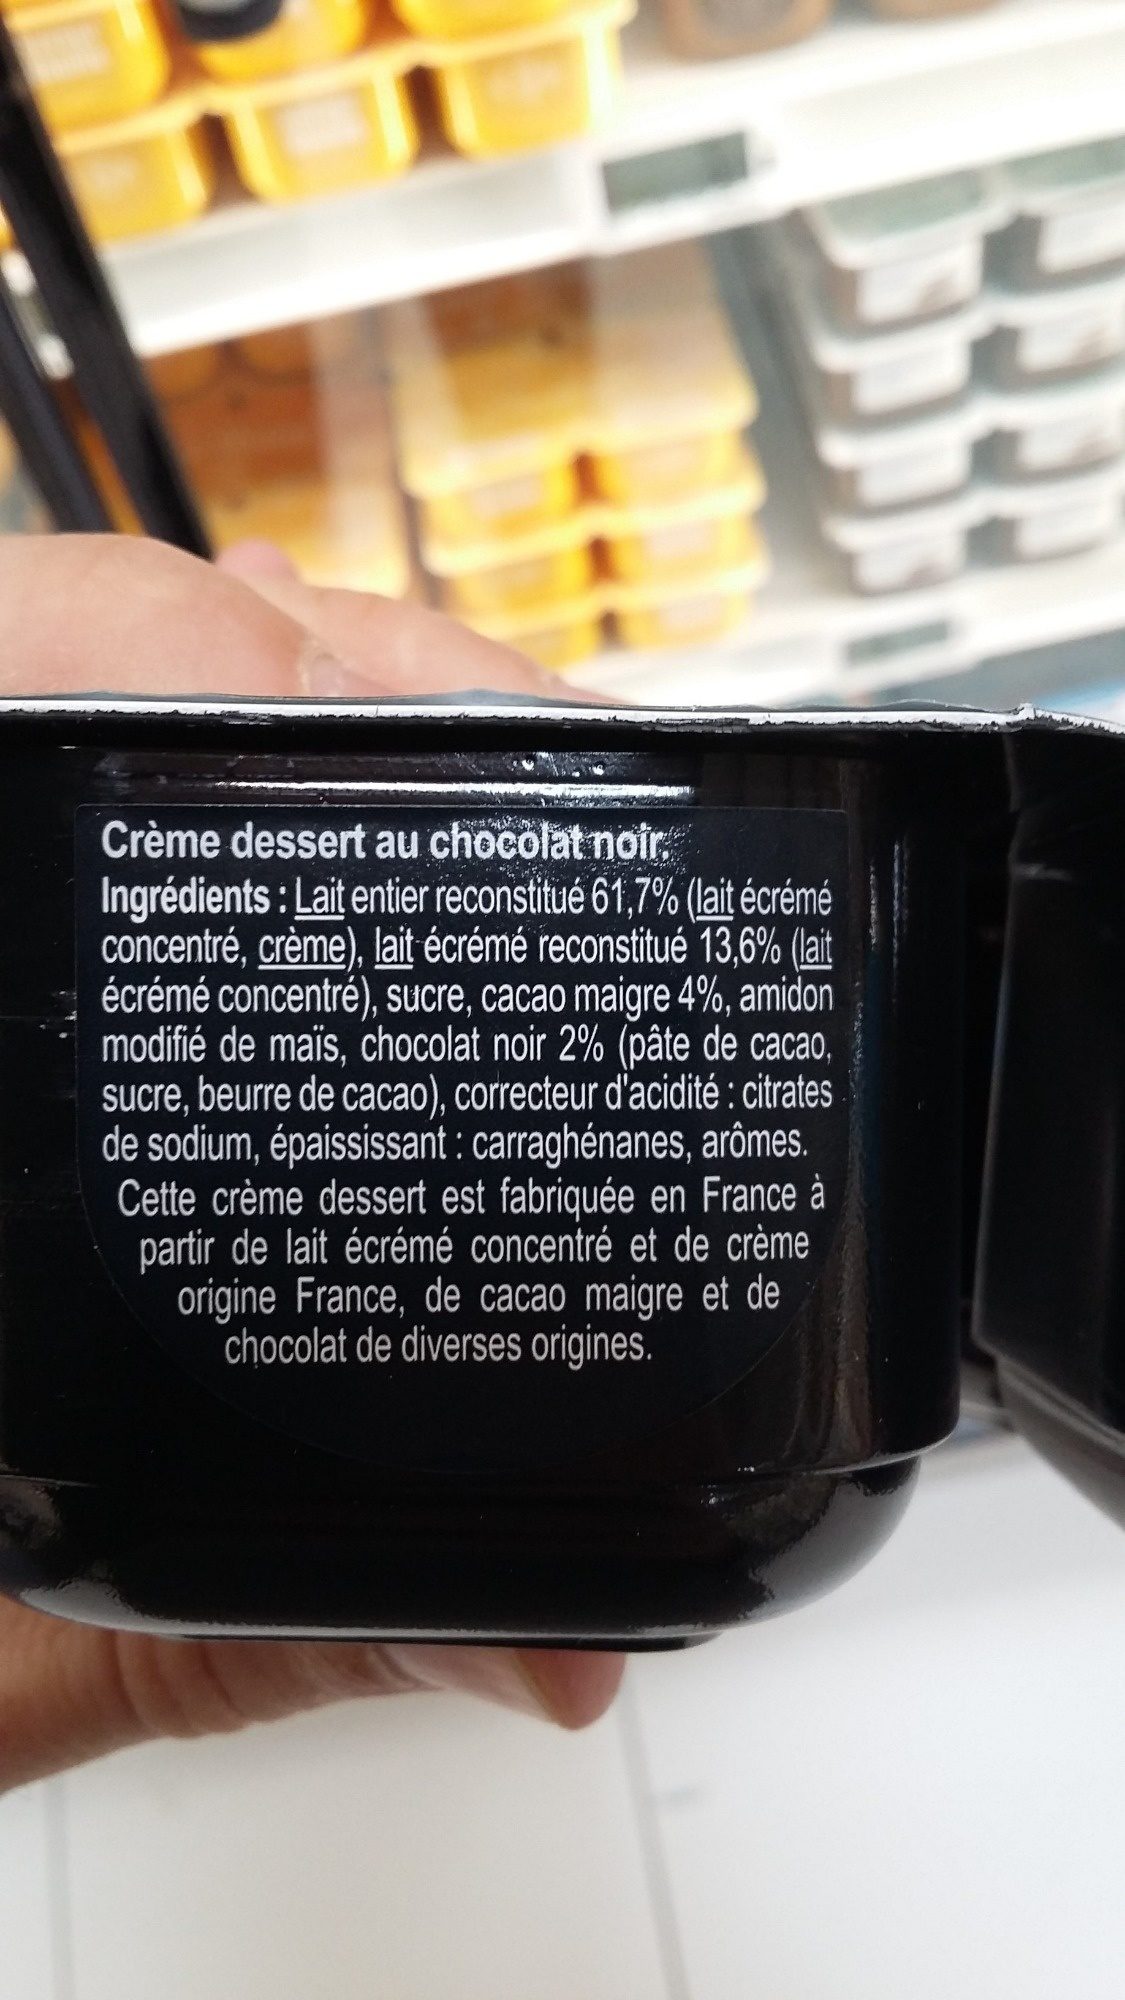 Crème dessert au chocolat noir.
Ingrédients : Lait entier reconstitué 61,7% (lait écrémé
concentré, crème), lait écrémé reconstitué 13,6% (lait
écrémé concentré), sucre, cacao maigre 4%, amidon
modifié de maïs, chocolat noir 2% (pâte de cacao,
sucre, beurre de cacao), correcteur d'acidité : citrates
de sodium, épaississant : carraghénanes, arômes.
Cette crème dessert est fabriquée en France à
partir de lait écrémé concentré et de crème
origine France, de cacao maigre et de
chocolat de diverses origines.